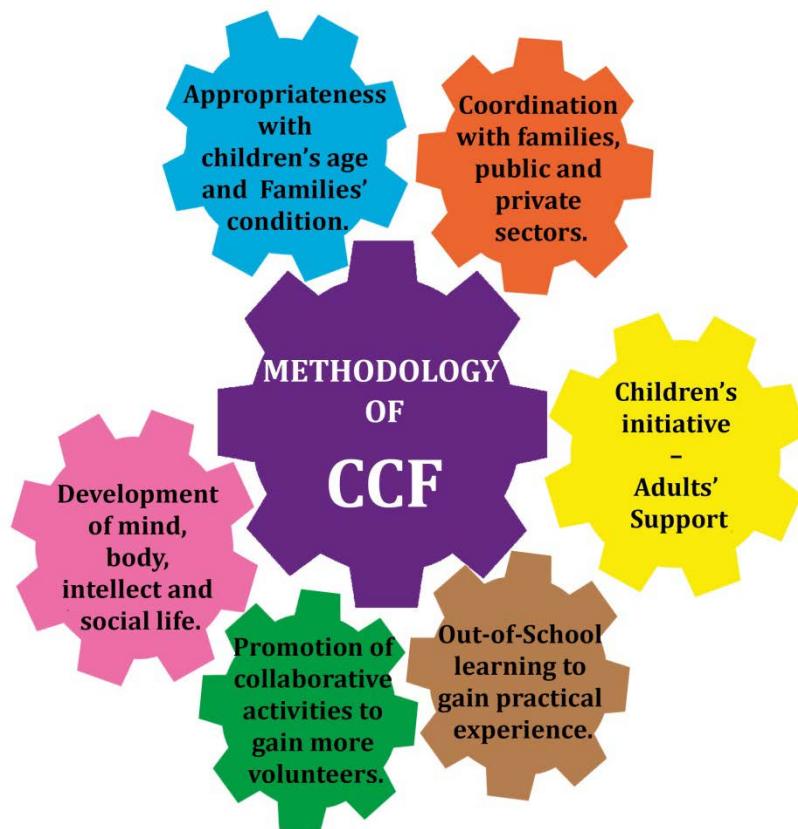 Appropriateness
with
children's age
and Families'
condition.
Coordination
with families,
public and
private
sectors.
METHODOLOGY
OF
CCF
Children's
initiative
–
Adults'
Support
Development
of mind,
body,
intellect and
social life.
Promotion of
collaborative
activities to
gain more
volunteers.
Out-of-School
learning to
gain practical
experience.